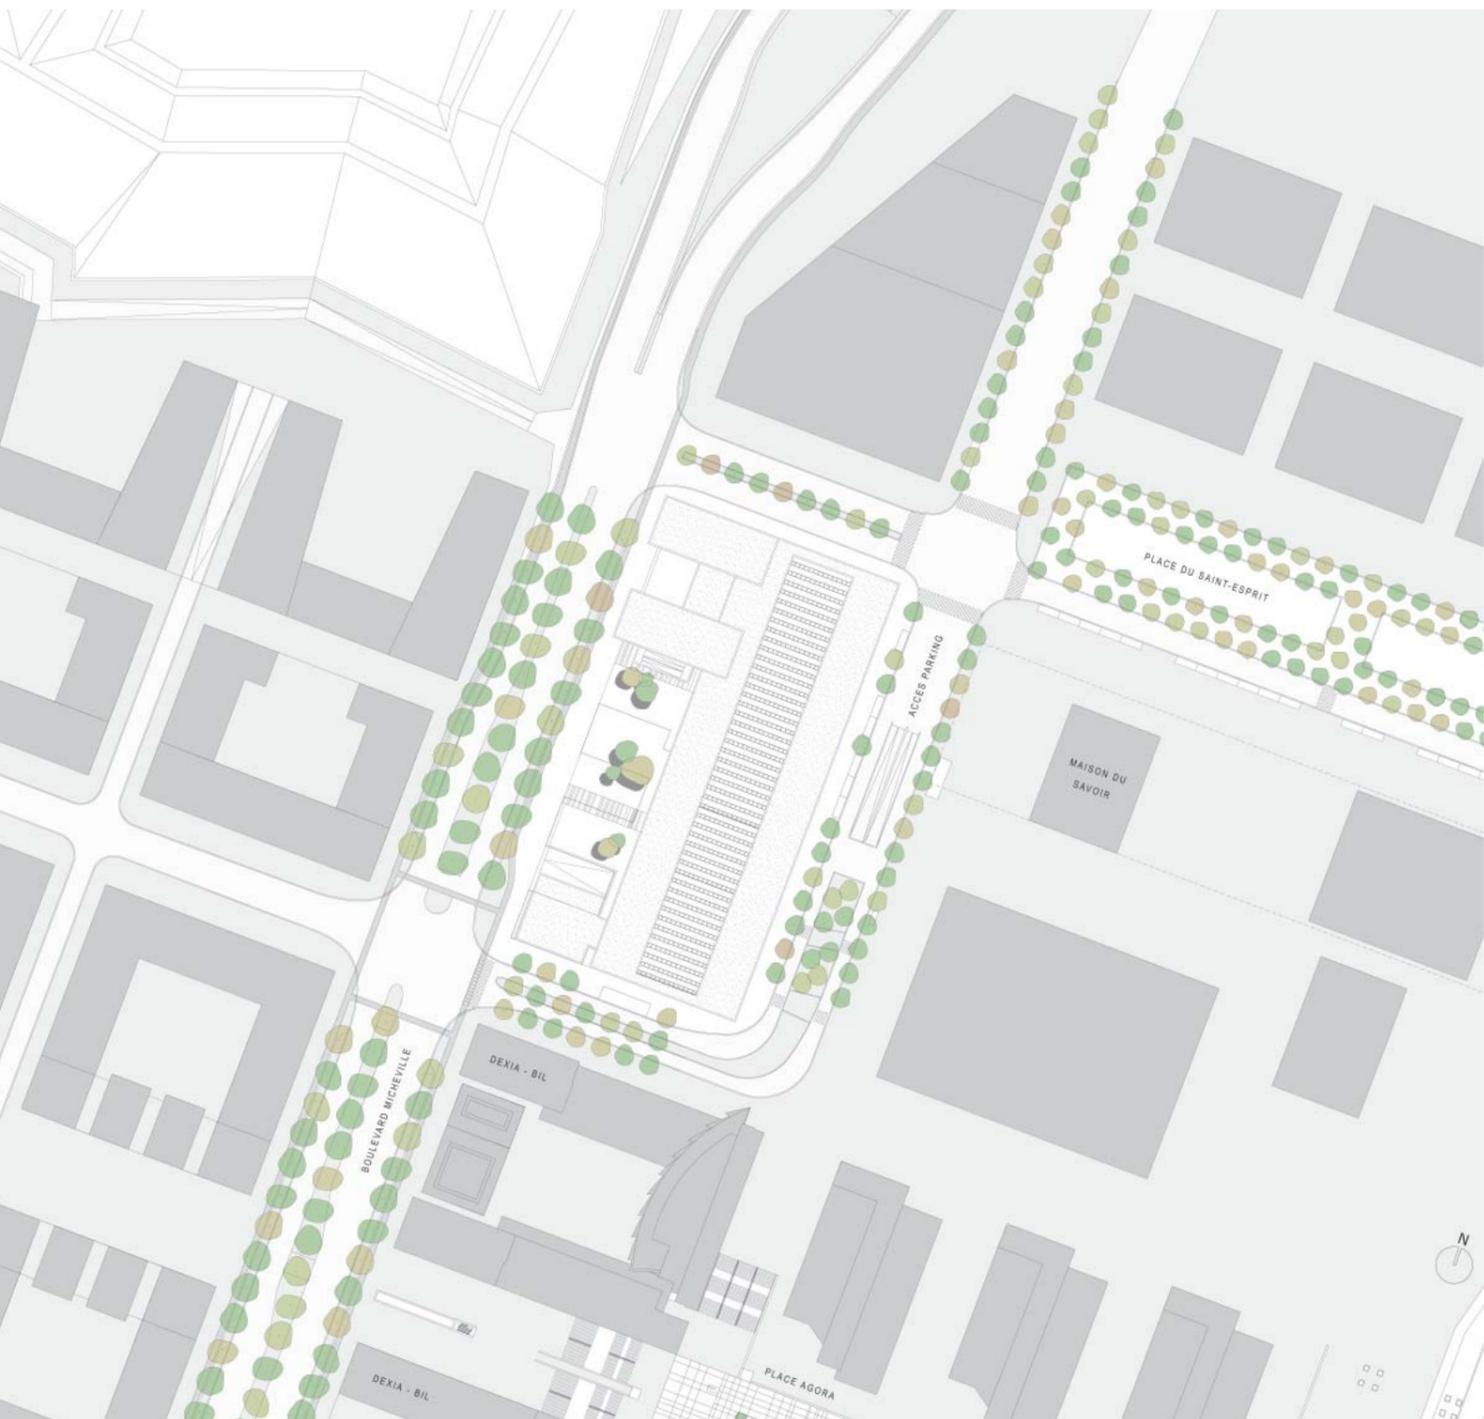 PLACE DU SAINT-ESPRIT
ACCES PARKING
MAISON DU
SAVOIR
DEXIA - BIL
BOULEVARD MICHEVILLE
N
PLACE AGORA
DEXIA - BIL